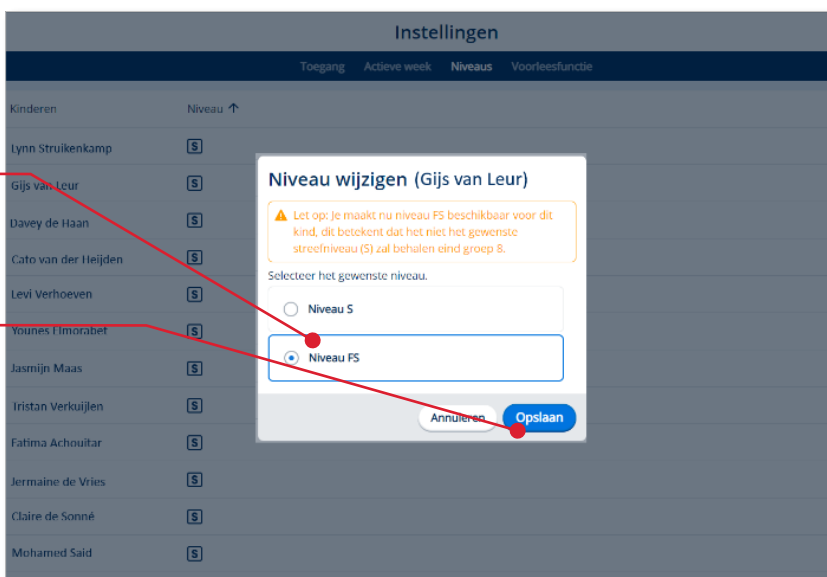 Instellingen
Toegang Actieve week Niveaus Voorleesfunctie
Kinderen Niveau ↑
Lynn Struikenkamp S
Gijs van Leur S
Davey de Haan S
Cato van der Heijden S
Levi Verhoeven S
Younes Elmorabet S
Jasmijn Maas S
Tristan Verkuijlen S
Fatima Achouitar S
Jermaine de Vries S
Claire de Sonné S
Mohamed Said S
Niveau wijzigen (Gijs van Leur)
Let op: Je maakt nu niveau FS beschikbaar voor dit
kind, dit betekent dat het niet het gewenste
streefniveau (S) zal behalen eind groep 8.
Selecteer het gewenste niveau.
Niveau S
Niveau FS
Annuleren Opslaan